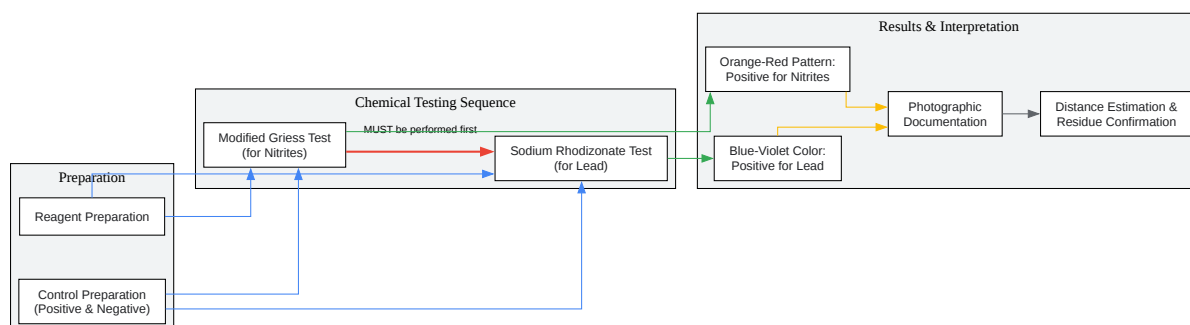 Preparation
Reagent Preparation
Control Preparation
(Positive & Negative)
Chemical Testing Sequence
MUST be performed first
Modified Griess Test
(for Nitrites)
Sodium Rhodizonate Test
(for Lead)
Results & Interpretation
Orange-Red Pattern:
Positive for Nitrites
Blue-Violet Color:
Positive for Lead
Photographic
Documentation
Distance Estimation &
Residue Confirmation